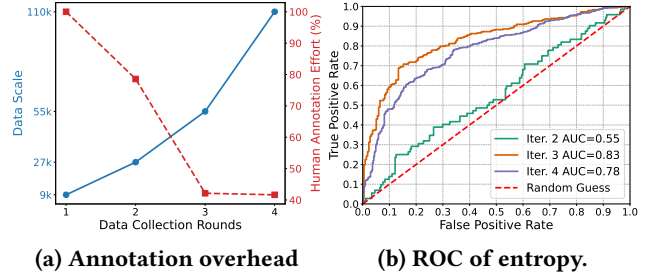 110k
55k
27k
9k
Data Scale
100
90
80
70
60
50
40
Human Annotation Effort (%)
1 2 3 4
Data Collection Rounds
(a) Annotation overhead
1.0
0.9
0.8
0.7
0.6
0.5
0.4
0.3
0.2
0.1
0.0
True Positive Rate
Iter. 2 AUC=0.55
Iter. 3 AUC=0.83
Iter. 4 AUC=0.78
Random Guess
0.0 0.1 0.2 0.3 0.4 0.5 0.6 0.7 0.8 0.9 1.0
False Positive Rate
(b) ROC of entropy.